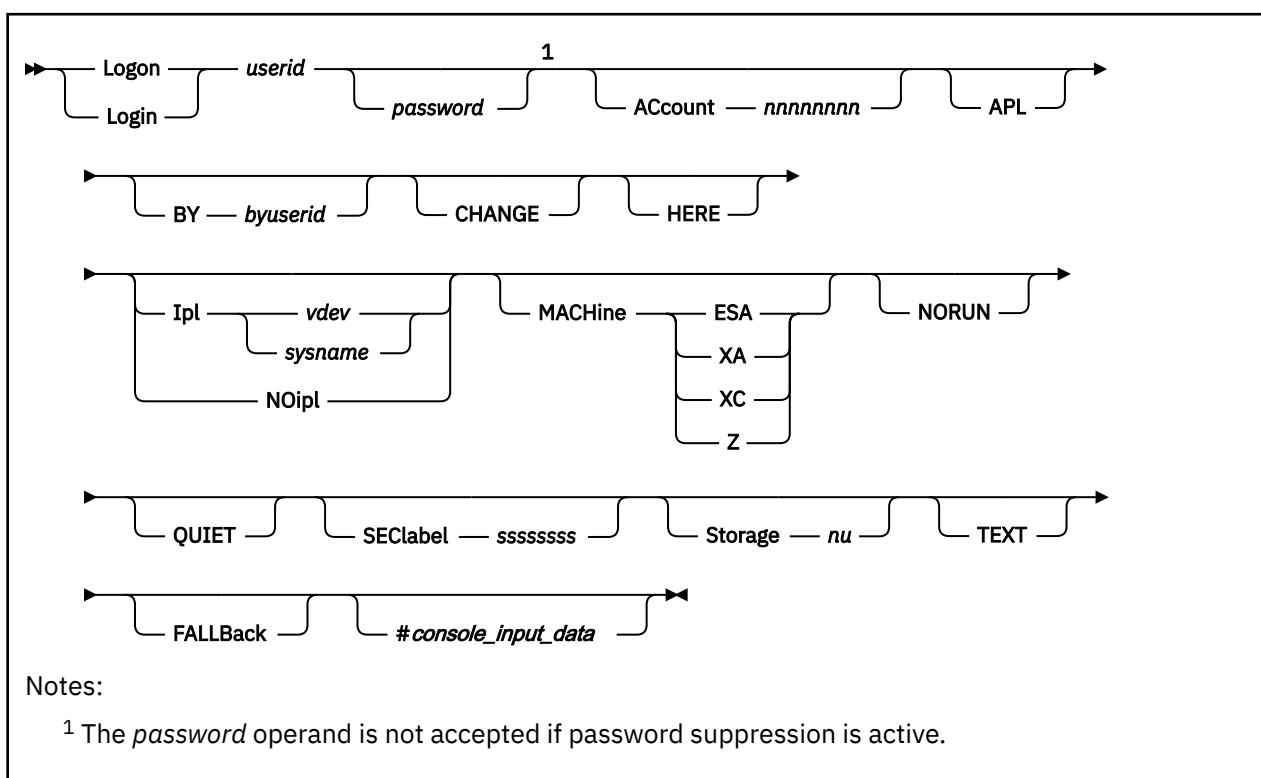 1
Logon userid
Login password ACcount nnnnnnnn APL
BY byuserid CHANGE HERE
Ipl vdev MACHine ESA NORUN
sysname XA
NOipl XC
Z
QUIET SEClabel ssssssss Storage nu TEXT
FALLBack #console_input_data
Notes:
1 The password operand is not accepted if password suppression is active.